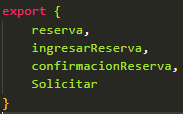 export {
reserva,
ingresarReserva,
confirmacionReserva,
Solicitar
}